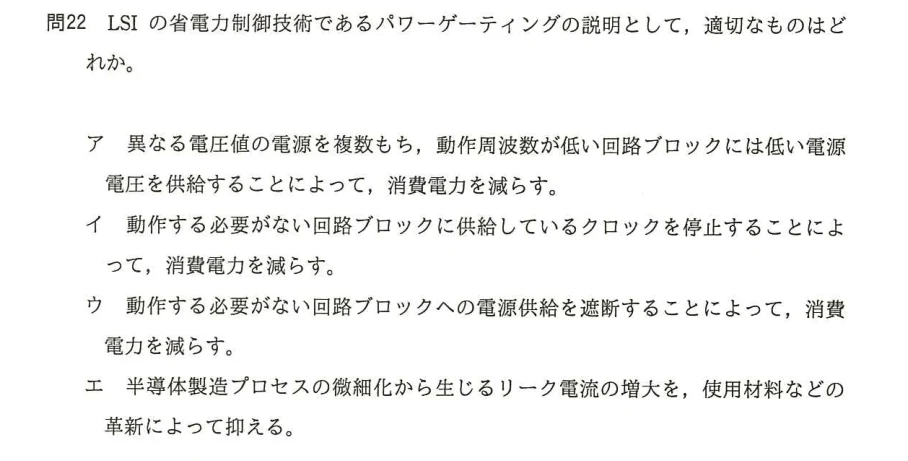 問22 LSI の省電力制御技術であるパワーゲーティングの説明として，適切なものはど
れか。
ア 異なる電圧値の電源を複数もち，動作周波数が低い回路ブロックには低い電源
電圧を供給することによって，消費電力を減らす。
イ 動作する必要がない回路ブロックに供給しているクロックを停止することによ
って，消費電力を減らす。
ウ 動作する必要がない回路ブロックへの電源供給を遮断することによって，消費
電力を減らす。
エ 半導体製造プロセスの微細化から生じるリーク電流の増大を，使用材料などの
革新によって抑える。